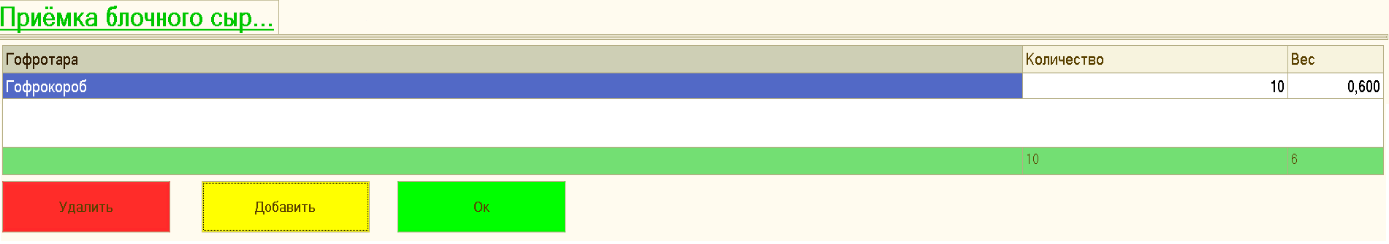 Приёмка блочного сыр...
Гофротара Количество Вес
Гофрокороб 10 0,600
10 6
Удалить Добавить Ок